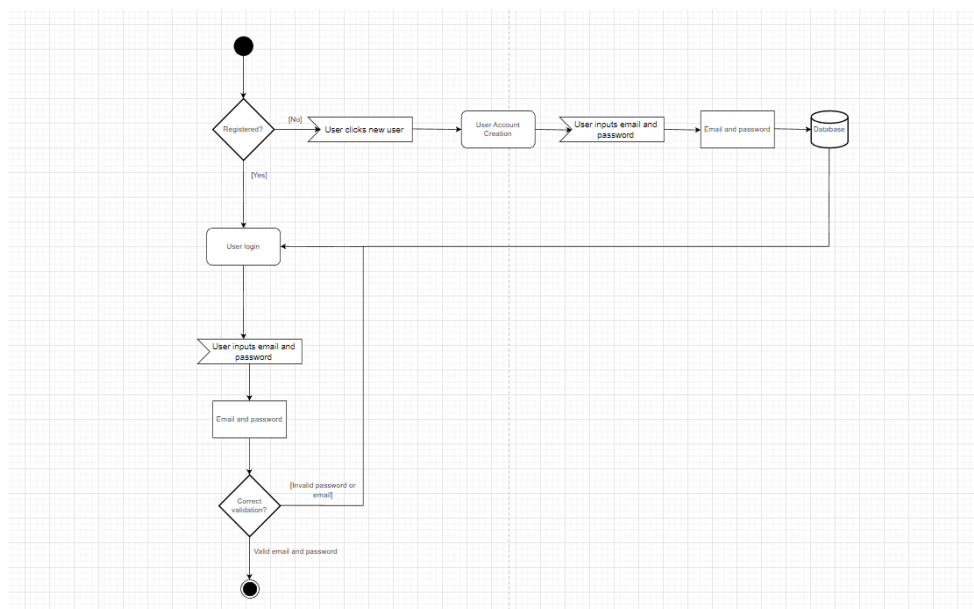 Registered?
[No]
User clicks new user
User Account
Creation
User inputs email and
password
Email and password
Database
[Yes]
User login
User inputs email and
password
Email and password
[Invalid password or
email]
Correct
validation?
Valid email and password